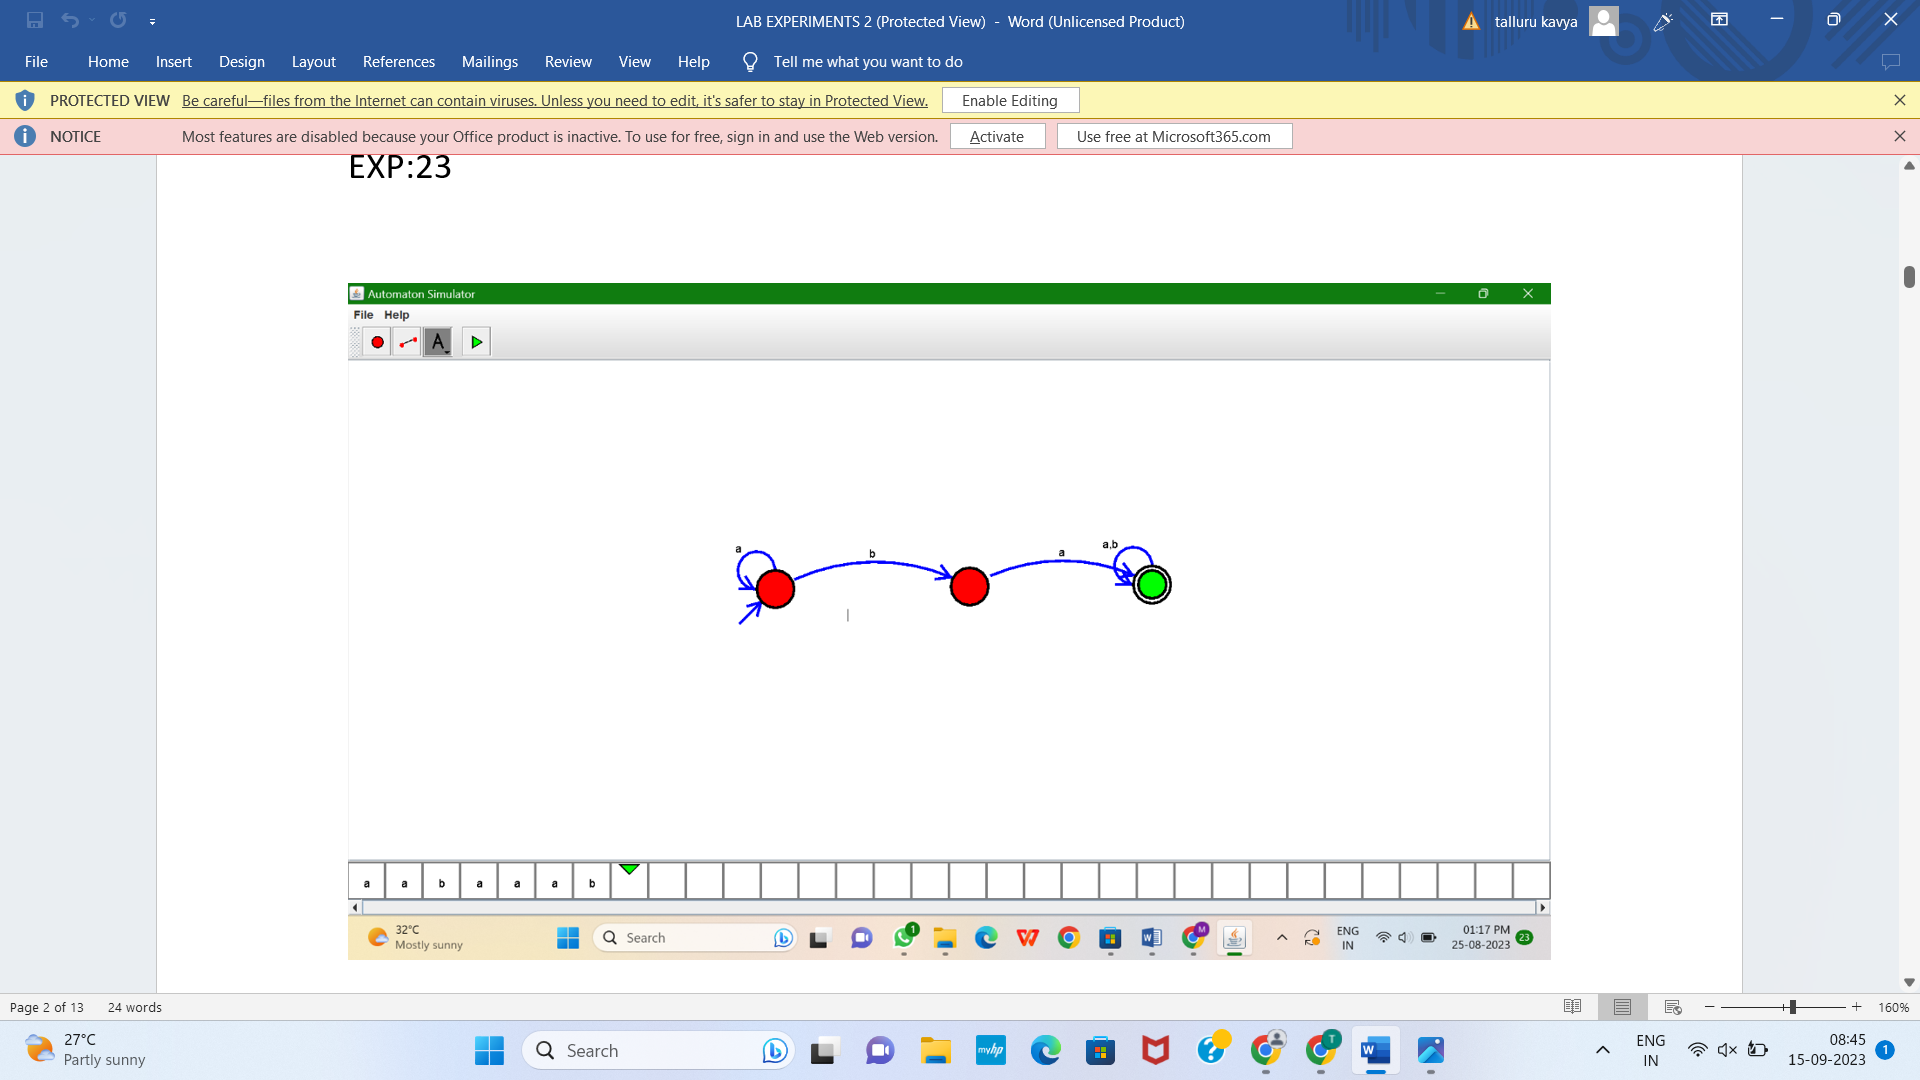 LAB EXPERIMENTS 2 (Protected View) - Word (Unlicensed Product)
talluru kavya
File Home Insert Design Layout References Mailings Review View Help Tell me what you want to do
PROTECTED VIEW Be careful—files from the Internet can contain viruses. Unless you need to edit, it's safer to stay in Protected View. Enable Editing
NOTICE Most features are disabled because your Office product is inactive. To use for free, sign in and use the Web version. Activate Use free at Microsoft365.com
EXP:23
Automaton Simulator
File Help
A
a b a a,b
a a b a a a b
32°C
Mostly sunny
Search
1
W
M
ENG
IN
01:17 PM
25-08-2023
23
Page 2 of 13 24 words
160%
27°C
Partly sunny
Search
myhp
T
W
ENG
IN
08:45
15-09-2023
1